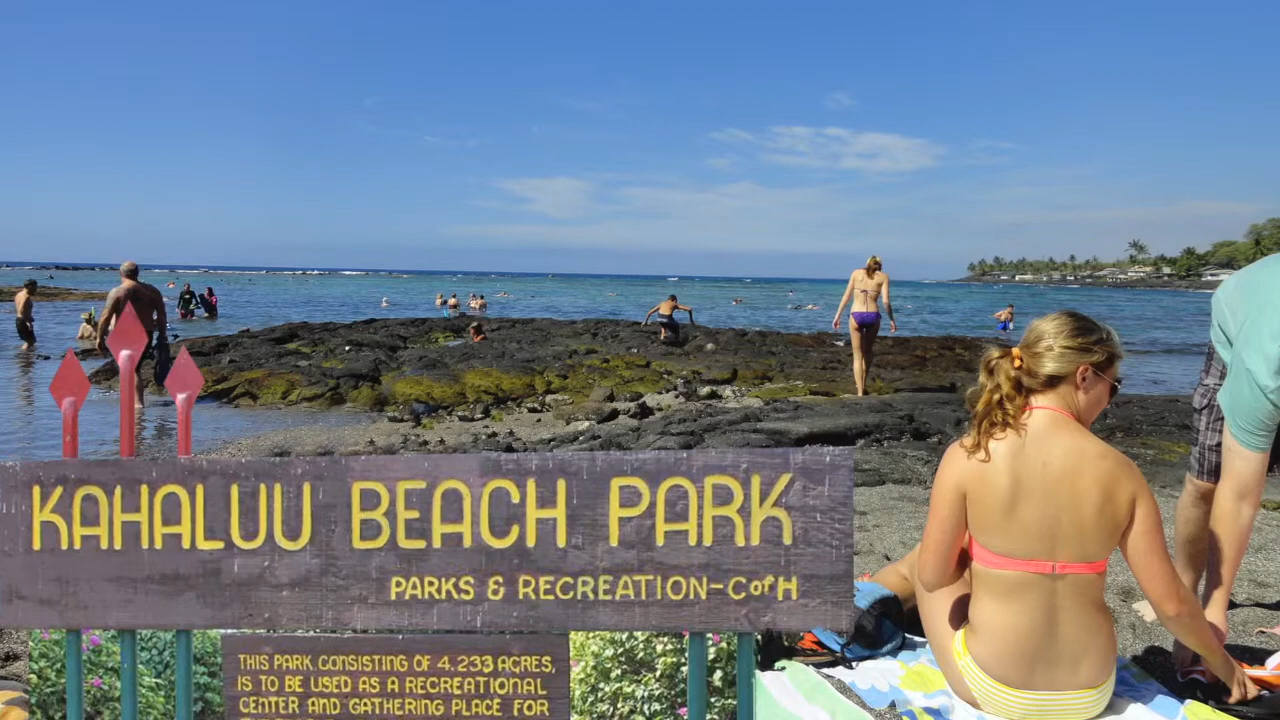 KAHALUU BEACH PARK
PARKS & RECREATION-C of H
THIS PARK, CONSISTING OF 4.233 ACRES,
IS TO BE USED AS A RECREATIONAL
CENTER AND GATHERING PLACE FOR